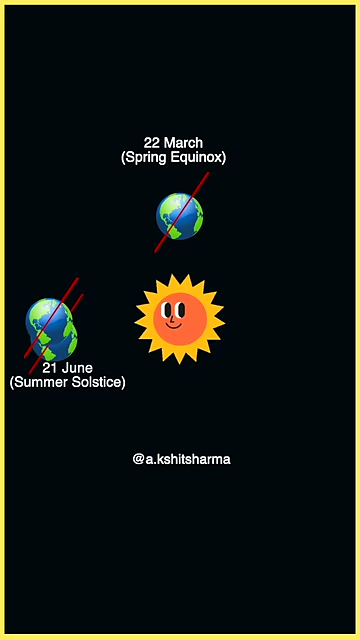 22 March
(Spring Equinox)
21 June
(Summer Solstice)
@a.kshitsharma